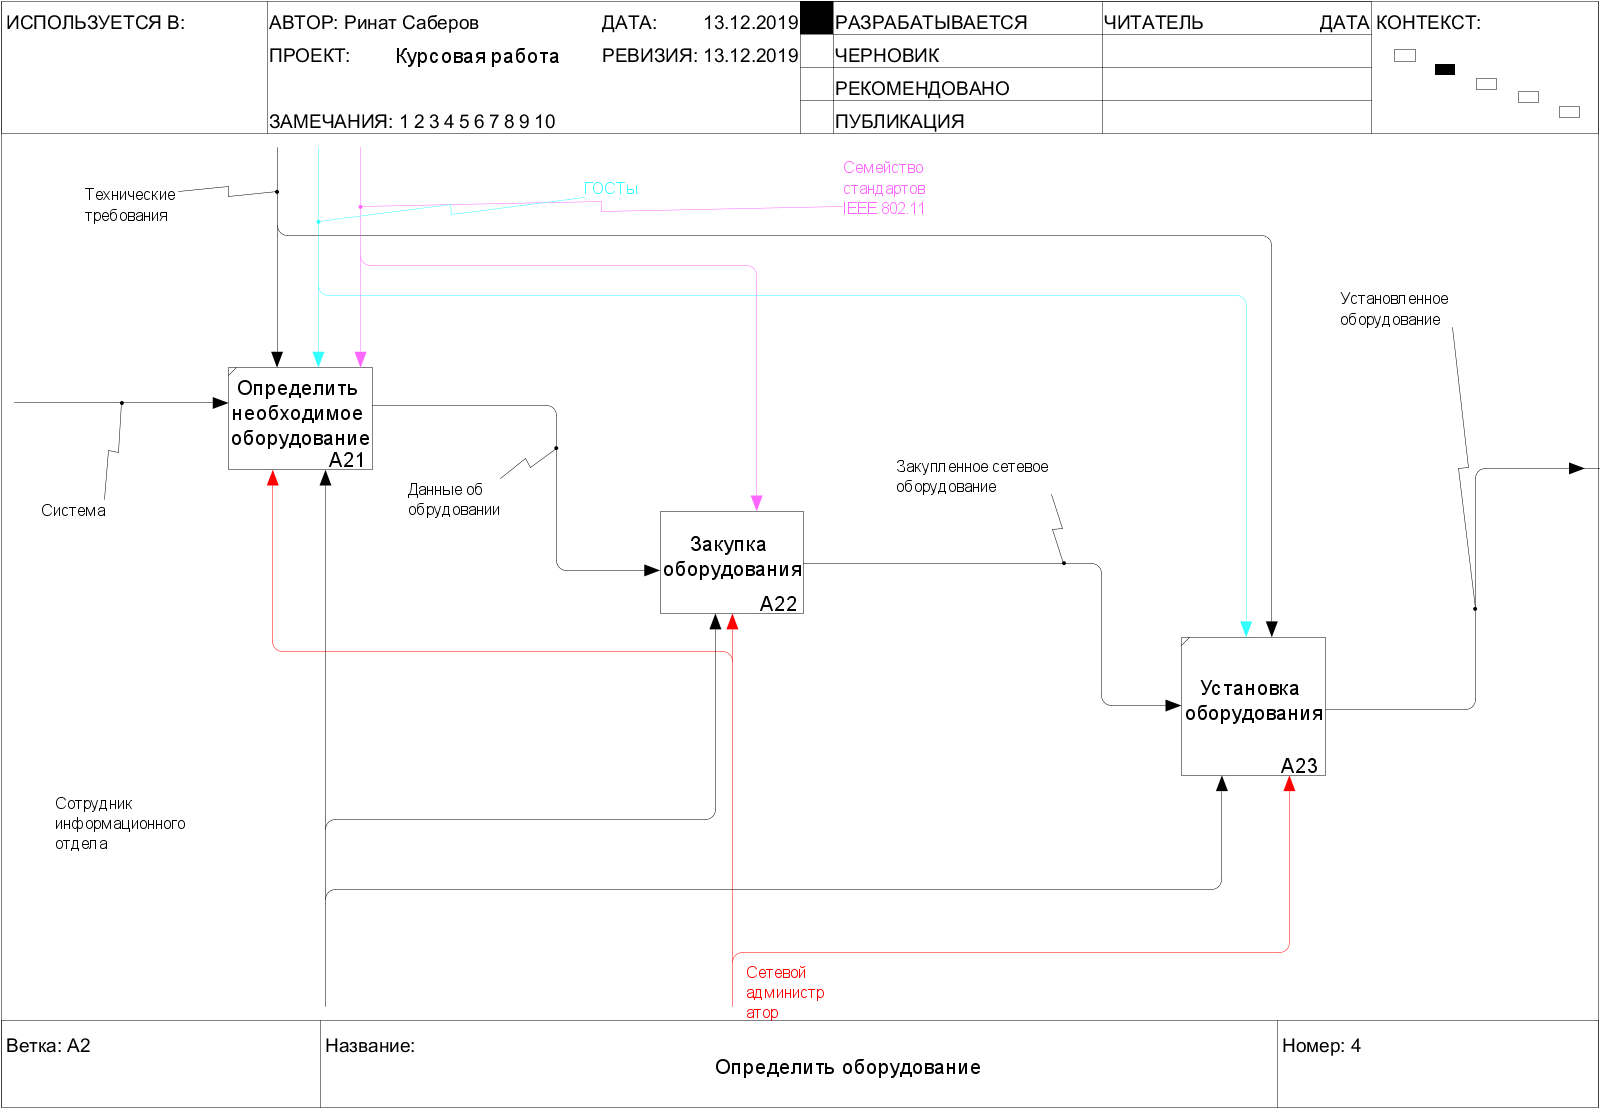 ИСПОЛЬЗУЕТСЯ В:
АВТОР: Ринат Саберов
ДАТА: 13.12.2019
РАЗРАБАТЫВАЕТСЯ
ЧИТАТЕЛЬ
ДАТА
КОНТЕКСТ:
ПРОЕКТ: Курсовая работа
РЕВИЗИЯ: 13.12.2019
ЧЕРНОВИК
РЕКОМЕНДОВАНО
ЗАМЕЧАНИЯ: 1 2 3 4 5 6 7 8 9 10
ПУБЛИКАЦИЯ
Технические
требования
ГОСТы
Семейство
стандартов
IEEE 802.11
Установленное
оборудование
Определить
необходимое
оборудование
A21
Система
Данные об
обрудовании
Закупленное сетевое
оборудование
Закупка
оборудования
A22
Установка
оборудования
A23
Сотрудник
информационного
отдела
Сетевой
администр
атор
Ветка: A2
Название:
Определить оборудование
Номер: 4